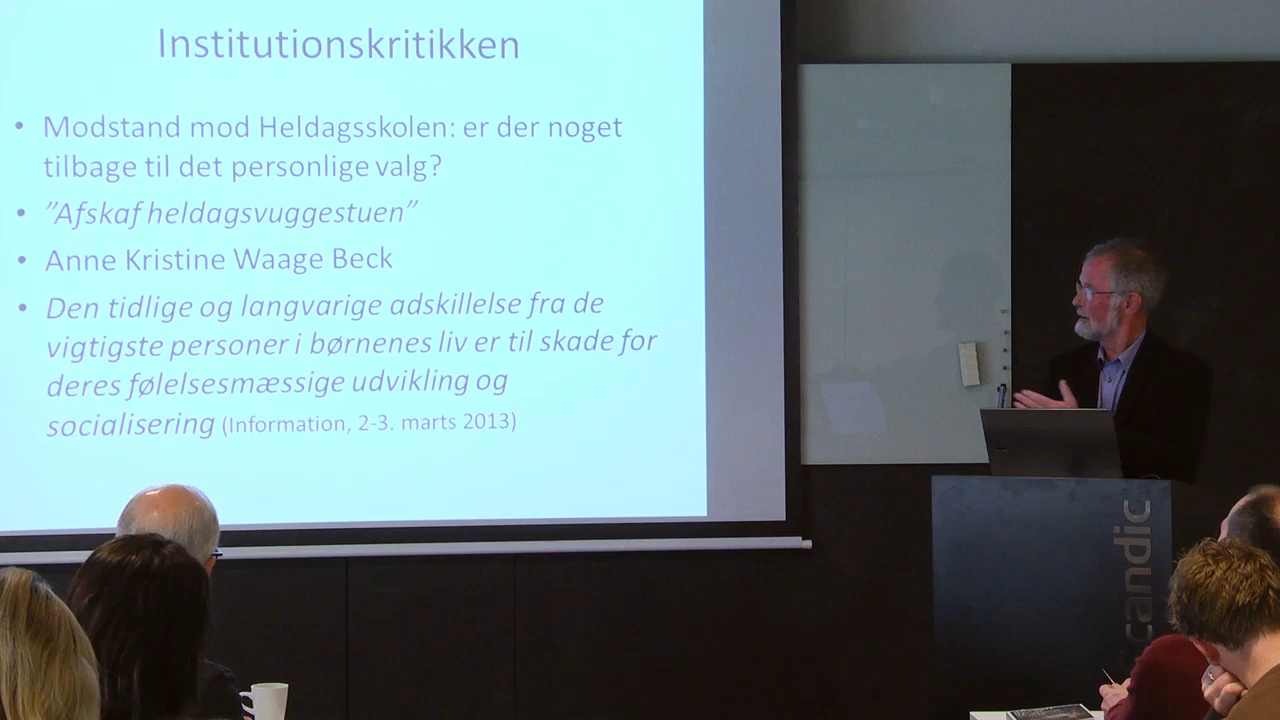 Institutionskritikken
• Modstand mod Heldagsskolen: er der noget
tilbage til det personlige valg?
• ”Afskaf heldagsvuggestuen”
• Anne Kristine Waage Beck
• Den tidlige og langvarige adskillelse fra de
vigtigste personer i børnenes liv er til skade for
deres følelsesmæssige udvikling og
socialisering (Information, 2-3. marts 2013)
candic